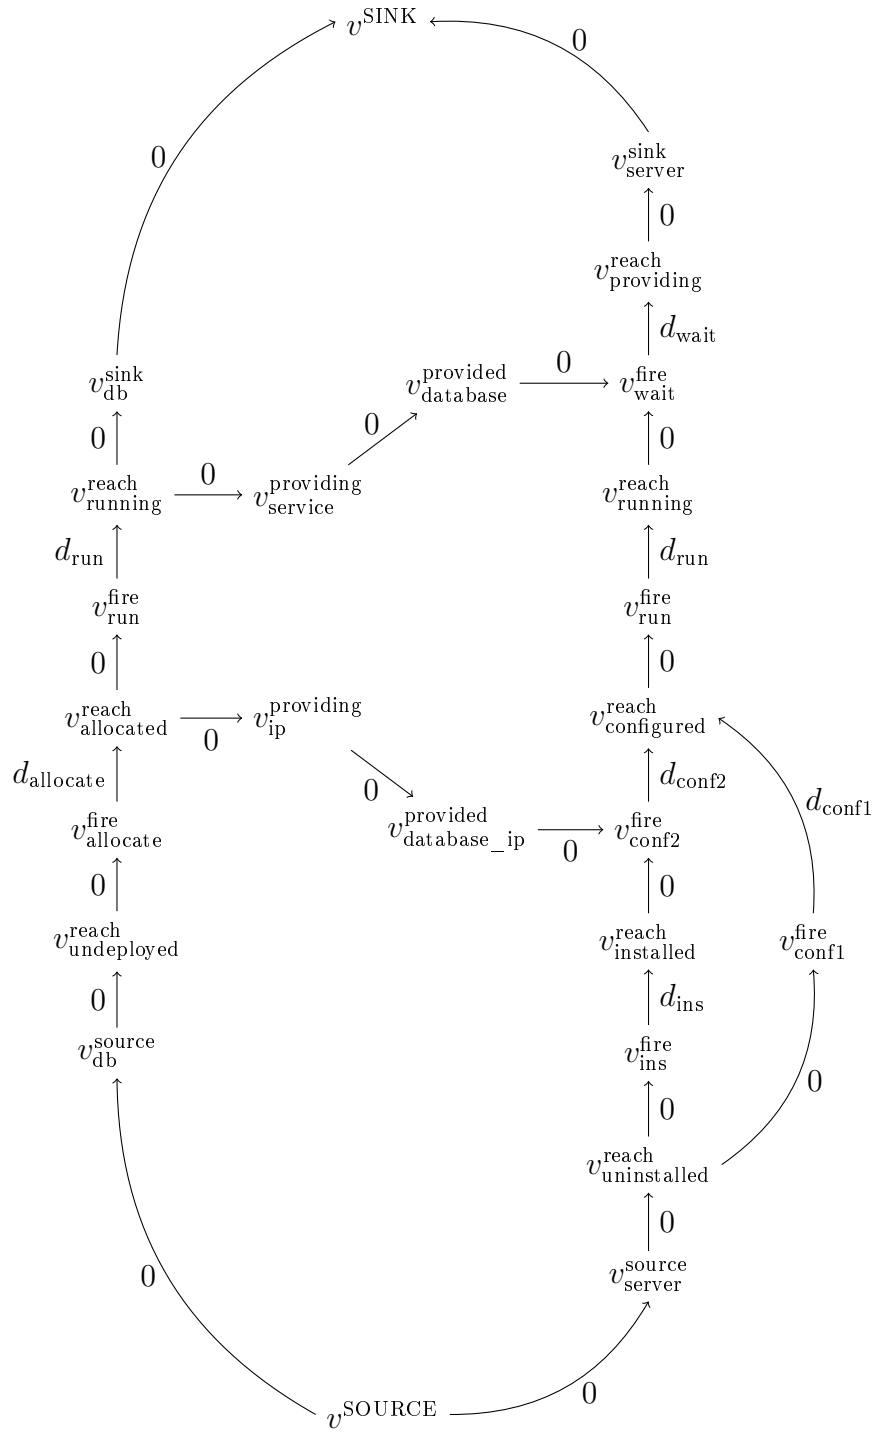 v^SINK
0
0
v^sink_server
0
v^reach_providing
d_wait
v^sink_db
v^provided_database
0
v^fire_wait
0
0
0
v^reach_running
0
v^providing_service
v^reach_running
d_run
d_run
v^fire_run
v^fire_run
0
0
v^reach_allocated
0
v^providing_ip
v^reach_configured
d_allocate
0
d_conf2
d_conf1
v^fire_allocate
v^provided_database_ip
0
v^fire_conf2
0
0
v^reach_undeployed
v^reach_installed
v^fire_conf1
0
d_ins
v^source_db
v^fire_ins
0
0
v^reach_uninstalled
0
v^source_server
0
0
v^SOURCE